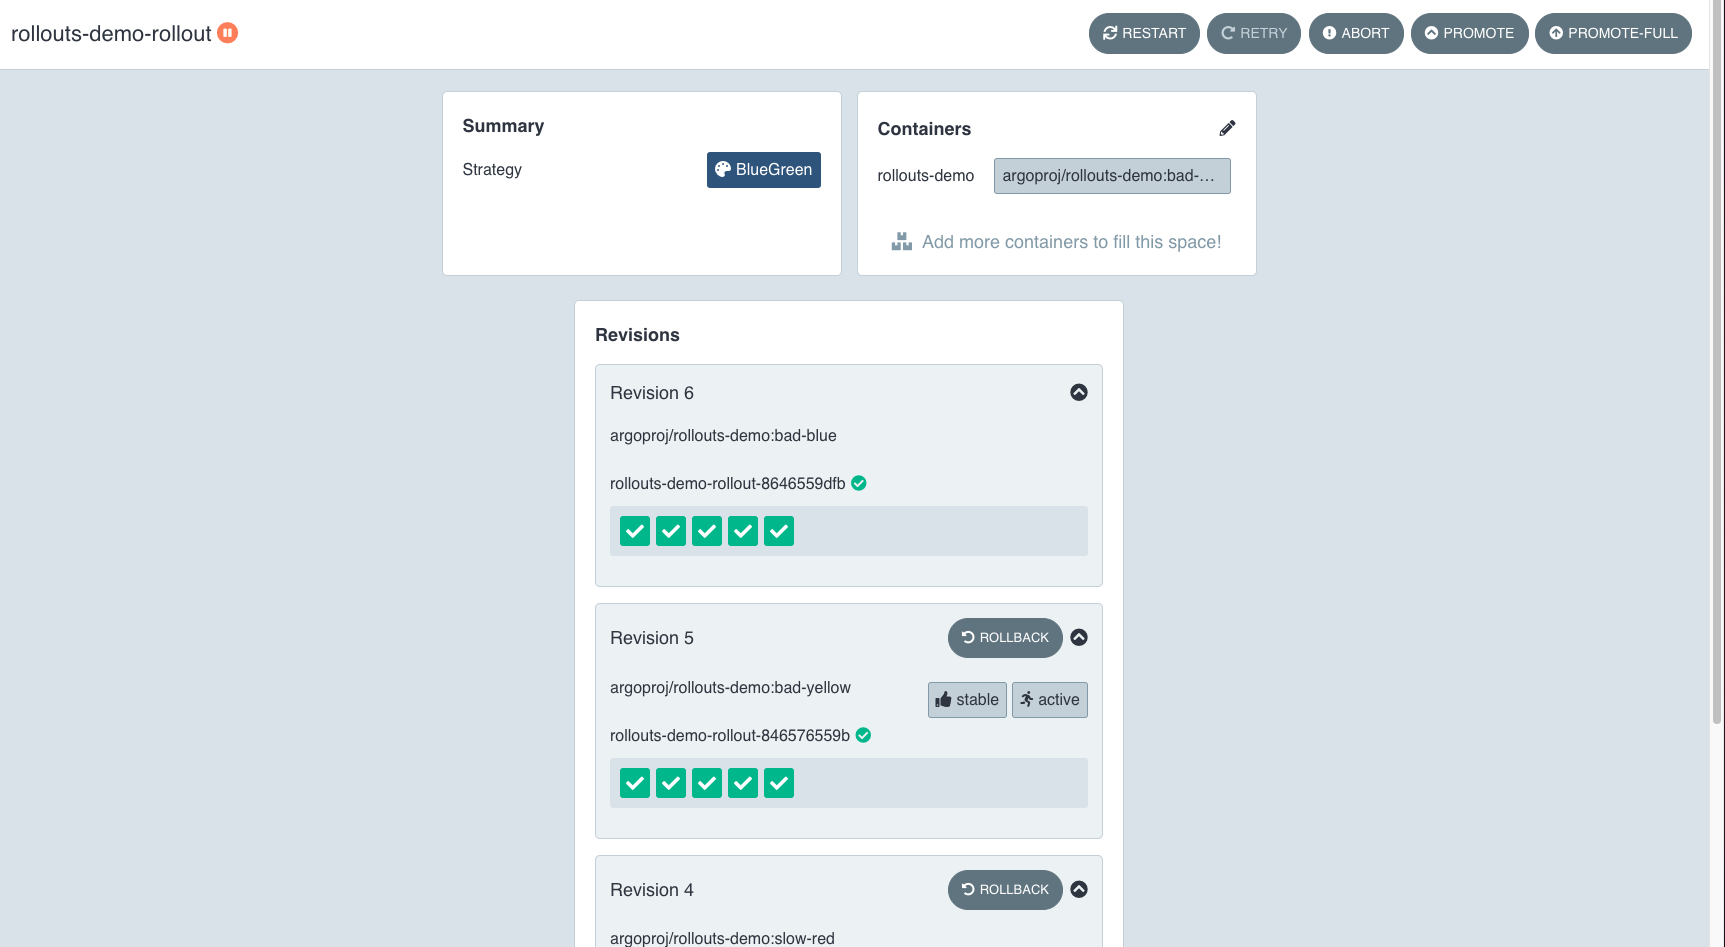 rollouts-demo-rollout
RESTART RETRY ABORT PROMOTE PROMOTE-FULL
Summary
Strategy BlueGreen
Containers
rollouts-demo argoproj/rollouts-demo:bad-…
Add more containers to fill this space!
Revisions
Revision 6
argoproj/rollouts-demo:bad-blue
rollouts-demo-rollout-8646559dfb
Revision 5 ROLLBACK
argoproj/rollouts-demo:bad-yellow stable active
rollouts-demo-rollout-846576559b
Revision 4 ROLLBACK
argoproj/rollouts-demo:slow-red